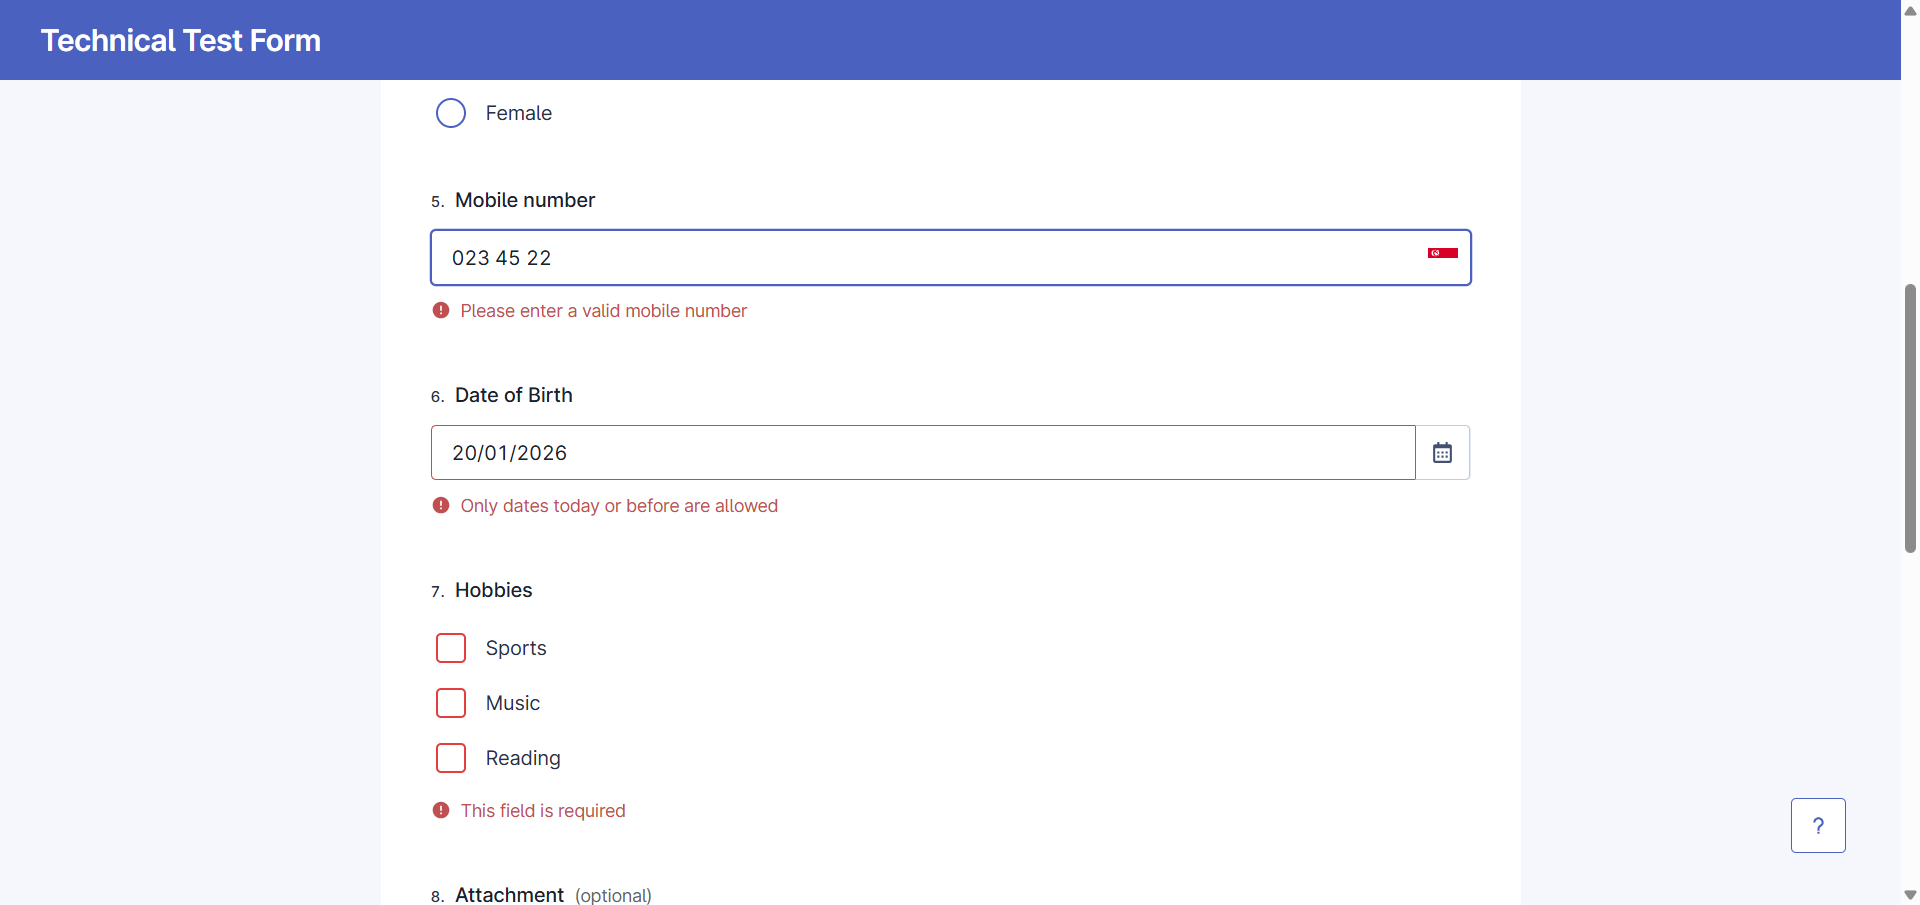 Technical Test Form
Female
5. Mobile number
023 45 22
Please enter a valid mobile number
6. Date of Birth
20/01/2026
Only dates today or before are allowed
7. Hobbies
Sports
Music
Reading
This field is required
?
8. Attachment (optional)